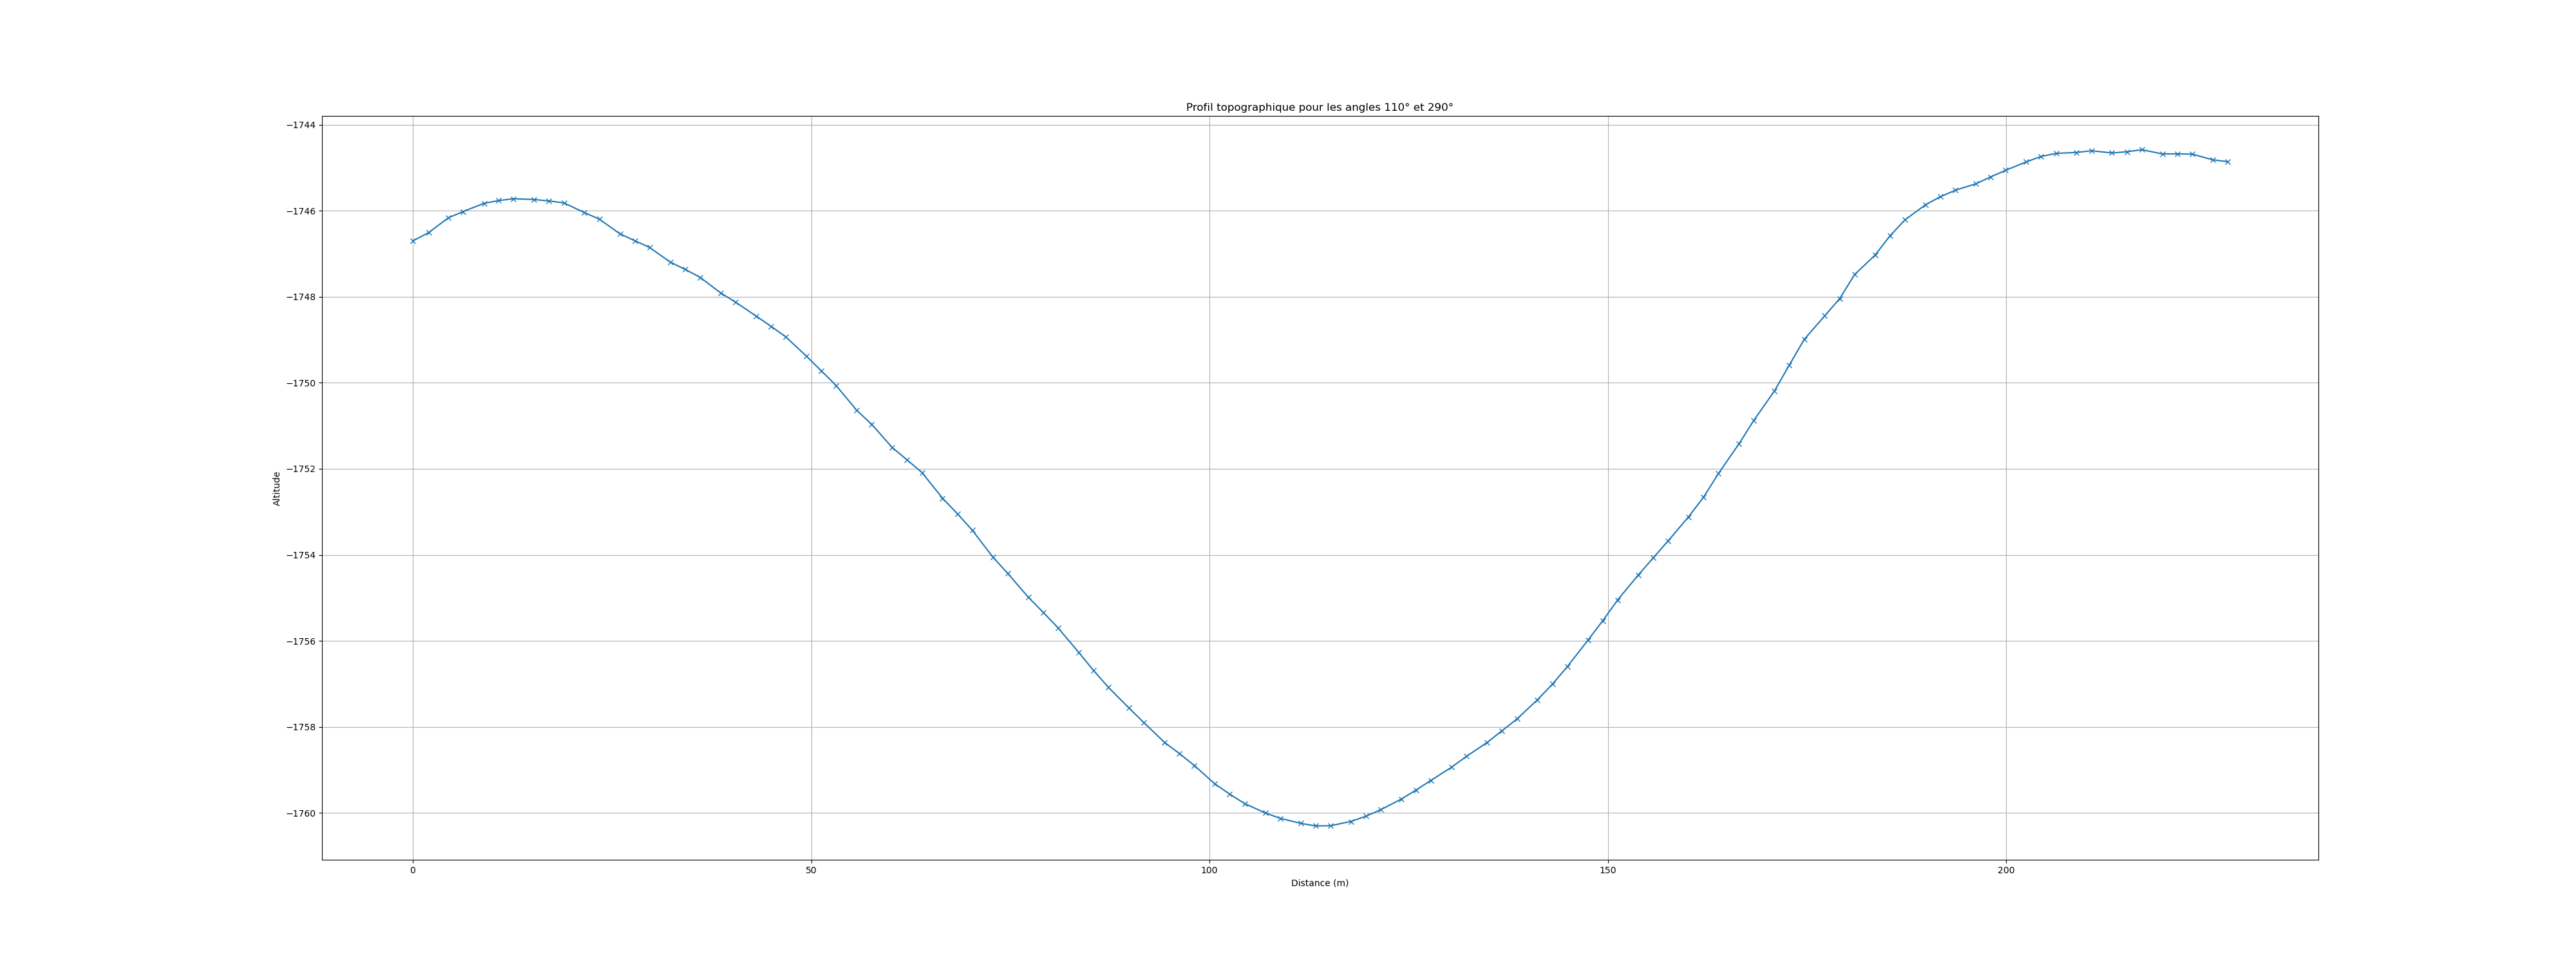 Profil topographique pour les angles 110° et 290°
−1744
−1746
−1748
−1750
−1752
−1754
−1756
−1758
−1760
Altitude
0 50 100 150 200
Distance (m)